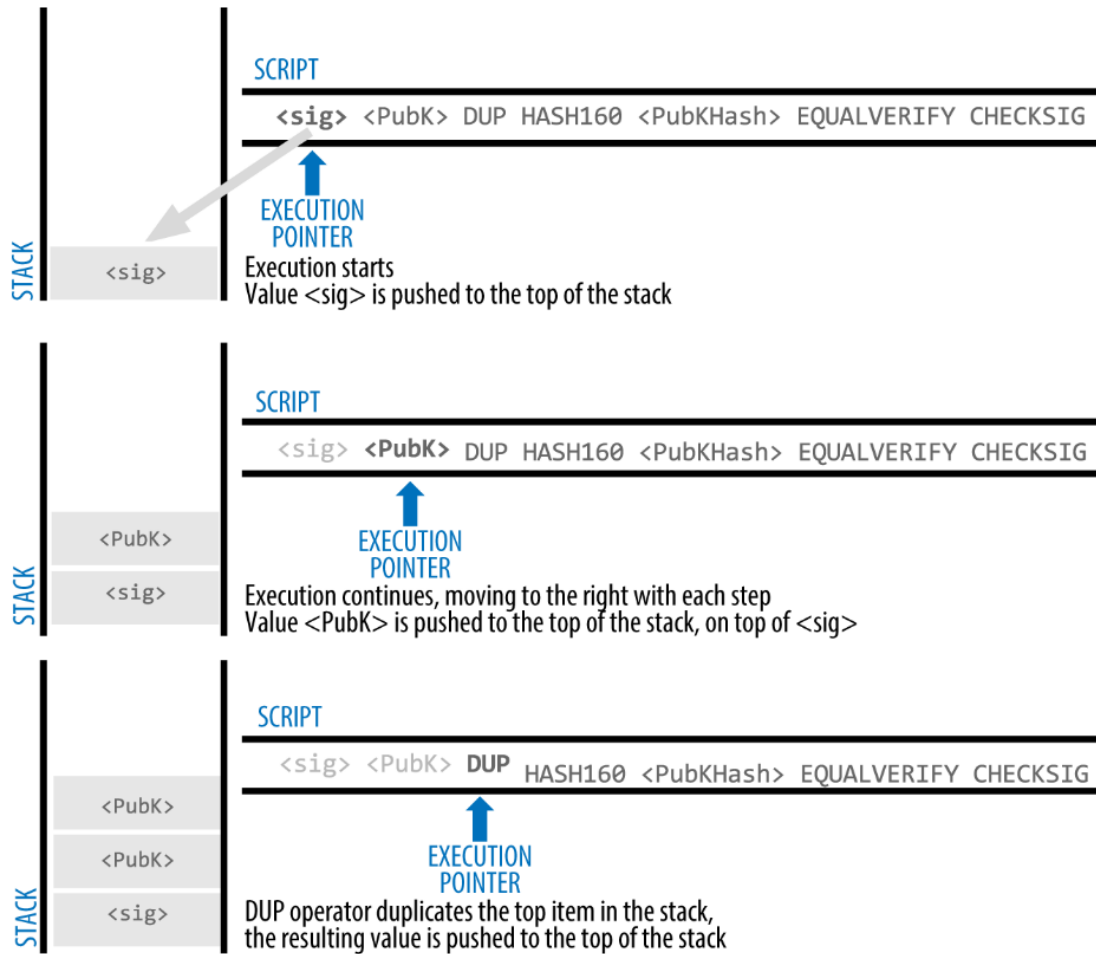 SCRIPT
<sig> <PubK> DUP HASH160 <PubKHash> EQUALVERIFY CHECKSIG
EXECUTION
POINTER
STACK
<sig>
Execution starts
Value <sig> is pushed to the top of the stack
SCRIPT
<sig> <PubK> DUP HASH160 <PubKHash> EQUALVERIFY CHECKSIG
EXECUTION
POINTER
STACK
<PubK>
<sig>
Execution continues, moving to the right with each step
Value <PubK> is pushed to the top of the stack, on top of <sig>
SCRIPT
<sig> <PubK> DUP HASH160 <PubKHash> EQUALVERIFY CHECKSIG
EXECUTION
POINTER
STACK
<PubK>
<PubK>
<sig>
DUP operator duplicates the top item in the stack,
the resulting value is pushed to the top of the stack